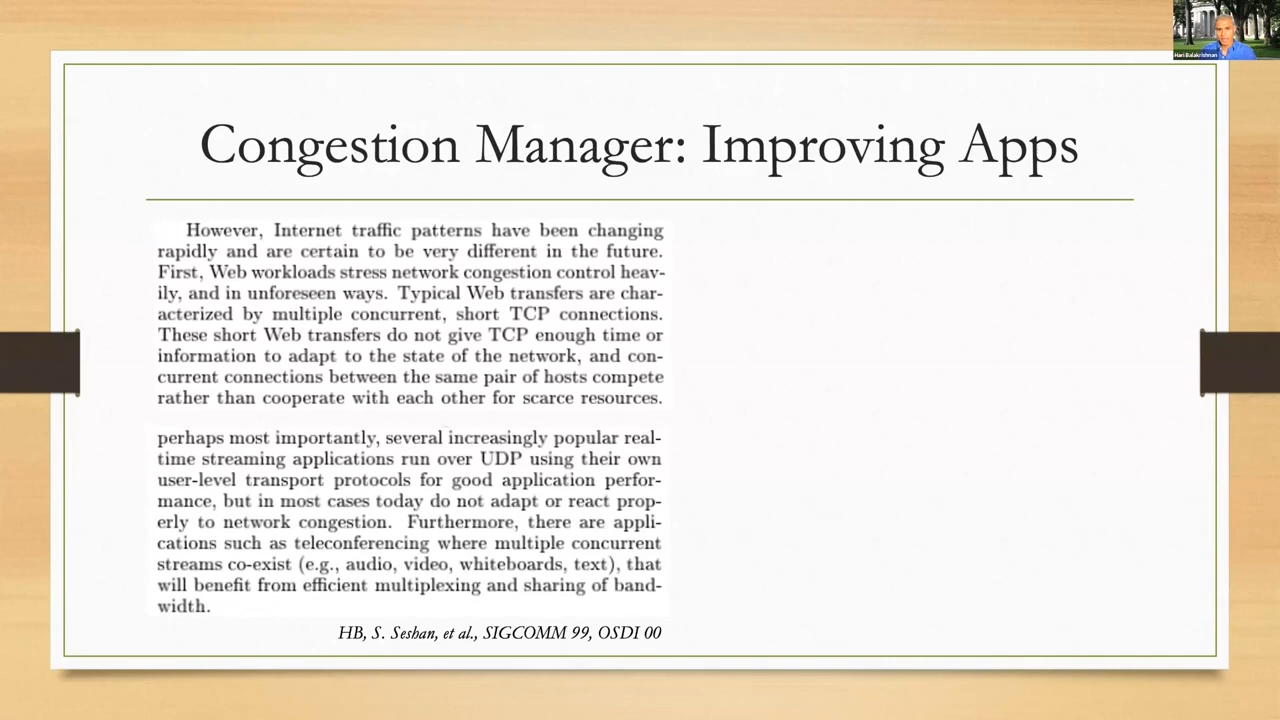 Hari Balakrishnan
Congestion Manager: Improving Apps
However, Internet traffic patterns have been changing
rapidly and are certain to be very different in the future.
First, Web workloads stress network congestion control heav-
ily, and in unforeseen ways. Typical Web transfers are char-
acterized by multiple concurrent, short TCP connections.
These short Web transfers do not give TCP enough time or
information to adapt to the state of the network, and con-
current connections between the same pair of hosts compete
rather than cooperate with each other for scarce resources.
perhaps most importantly, several increasingly popular real-
time streaming applications run over UDP using their own
user-level transport protocols for good application perfor-
mance, but in most cases today do not adapt or react prop-
erly to network congestion. Furthermore, there are appli-
cations such as teleconferencing where multiple concurrent
streams co-exist (e.g., audio, video, whiteboards, text), that
will benefit from efficient multiplexing and sharing of band-
width.
HB, S. Seshan, et al., SIGCOMM 99, OSDI 00